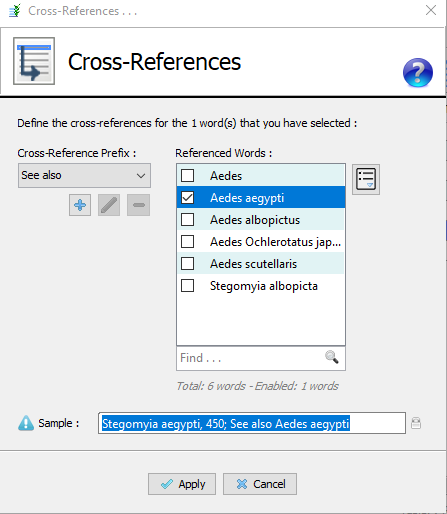 Cross-References . . .
Cross-References
Define the cross-references for the 1 word(s) that you have selected :
Cross-Reference Prefix :
See also
Referenced Words :
Aedes
Aedes aegypti
Aedes albopictus
Aedes Ochlerotatus jap...
Aedes scutellaris
Stegomyia albopicta
Find . . .
Total: 6 words - Enabled: 1 words
Sample :
Stegomyia aegypti, 450; See also Aedes aegypti
Apply
Cancel